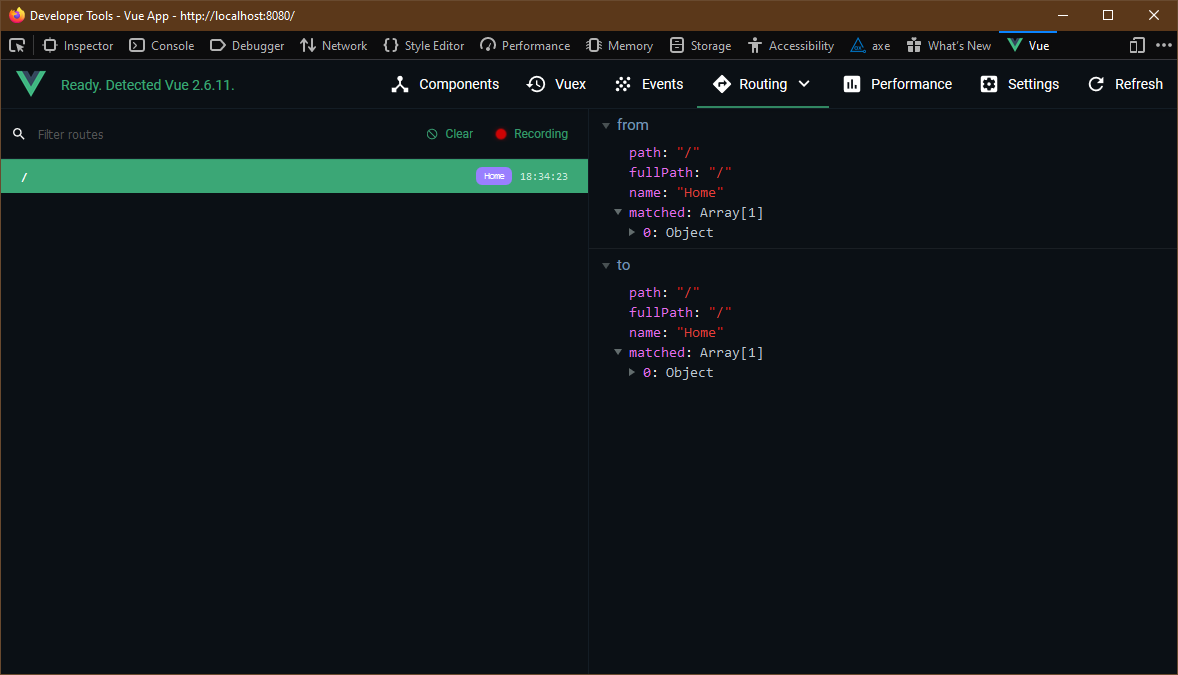 Developer Tools - Vue App - http://localhost:8080/
Inspector Console Debugger Network Style Editor Performance Memory Storage Accessibility axe What's New Vue
Ready. Detected Vue 2.6.11.
Components Vuex Events Routing Performance Settings Refresh
Filter routes
Clear Recording
/ Home 18:34:23
from
path: "/"
fullPath: "/"
name: "Home"
matched: Array[1]
0: Object
to
path: "/"
fullPath: "/"
name: "Home"
matched: Array[1]
0: Object